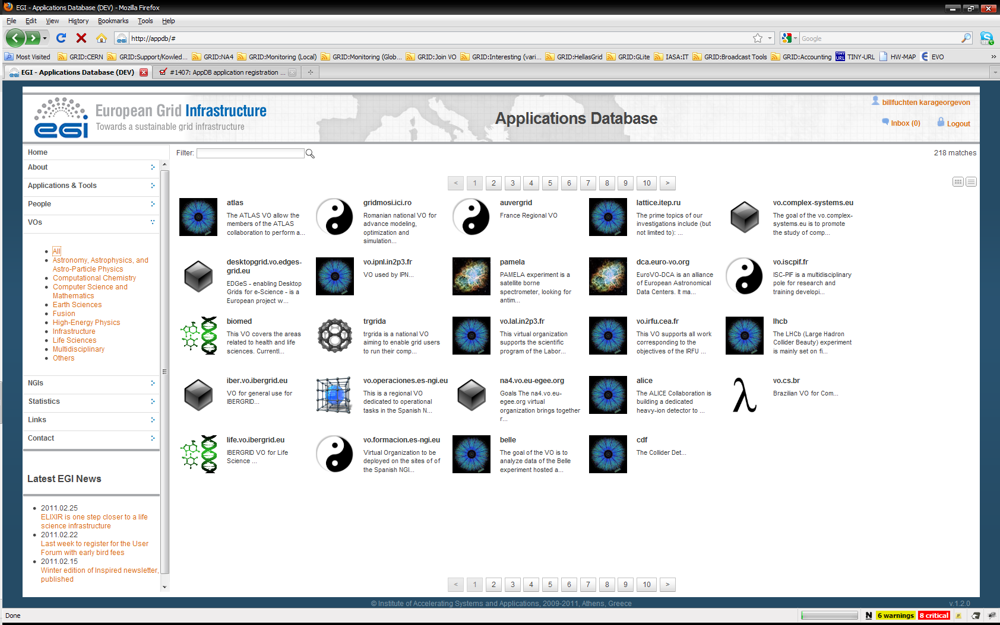 EGI - Applications Database (DEV) - Mozilla Firefox
File Edit View History Bookmarks Tools Help
http://appdb/#
Google
Most Visited GRID:CERN GRID:Support/Kowled... GRID:NA4 GRID:Monitoring (Local) GRID:Monitoring (Glob... GRID:Join VO GRID:Interesting (vari... GRID:HellasGrid GRID:GLite IASA:IT GRID:Broadcast Tools GRID:Accounting TINY-URL HW-MAP EVO »
EGI - Applications Database (DEV) #1407: AppDB application registration ...
egi
European Grid Infrastructure
Towards a sustainable grid infrastructure
Applications Database
billfuchten karageorgevon
Inbox (0) Logout
Home
About
Applications & Tools
People
VOs
All
Astronomy, Astrophysics, and
Astro-Particle Physics
Computational Chemistry
Computer Science and
Mathematics
Earth Sciences
Fusion
High-Energy Physics
Infrastructure
Life Sciences
Multidisciplinary
Others
NGIs
Statistics
Links
Contact
Latest EGI News
2011.02.25
ELIXIR is one step closer to a life
science infrastructure
2011.02.22
Last week to register for the User
Forum with early bird fees
2011.02.15
Winter edition of Inspired newsletter,
published
Filter:
218 matches
< 1 2 3 4 5 6 7 8 9 10 >
atlas
The ATLAS VO allow the
members of the ATLAS
collaboration to perform a...
gridmosi.ici.ro
Romanian national VO for
advance modeling,
optimization and
simulation...
auvergrid
France Regional VO
lattice.itep.ru
The prime topics of our
investigations include (but
not limited to): ...
vo.complex-systems.eu
The goal of the vo.complex-
systems.eu is to promote
the study of comp...
desktopgrid.vo.edges-
grid.eu
EDGeS - enabling Desktop
Grids for e-Science - is a
European project w...
vo.ipnl.in2p3.fr
VO used by IPN...
pamela
PAMELA experiment is a
satellite borne
spectrometer, looking for
antim...
dca.euro-vo.org
EuroVO-DCA is an alliance
of European Astronomical
Data Centers. It ma...
vo.iscpif.fr
ISC-PIF is a multidisciplinary
pole for research and
training developi...
biomed
This VO covers the areas
related to health and life
sciences. Currentl...
trgrida
trgrida is a national VO
aiming to enable grid users
to run their comp...
vo.lal.in2p3.fr
This virtual organization
supports the scientific
program of the Labor...
vo.irfu.cea.fr
This VO supports all work
corresponding to the
objectives of the IRFU ...
lhcb
The LHCb (Large Hadron
Collider Beauty) experiment
is mainly set on fi...
iber.vo.ibergrid.eu
VO for general use for
IBERGRID...
vo.operaciones.es-ngi.eu
This is a regional VO
dedicated to operational
tasks in the Spanish N...
na4.vo.eu-egee.org
Goals The na4.vo.eu-
egee.org virtual
organization brings together
r...
alice
The ALICE Collaboration is
building a dedicated
heavy-ion detector to ...
λ
vo.cs.br
Brazilian VO for Com...
life.vo.ibergrid.eu
IBERGRID VO for Life
Science ...
vo.formacion.es-ngi.eu
Virtual Organization to be
deployed on the sites of of
the Spanish NGI...
belle
The goal of the VO is to
analyze data of the Belle
experiment hosted a...
cdf
The Collider Det...
< 1 2 3 4 5 6 7 8 9 10 >
© Institute of Accelerating Systems and Applications, 2009-2011, Athens, Greece
v.1.2.0
Done
N 6 warnings 8 critical